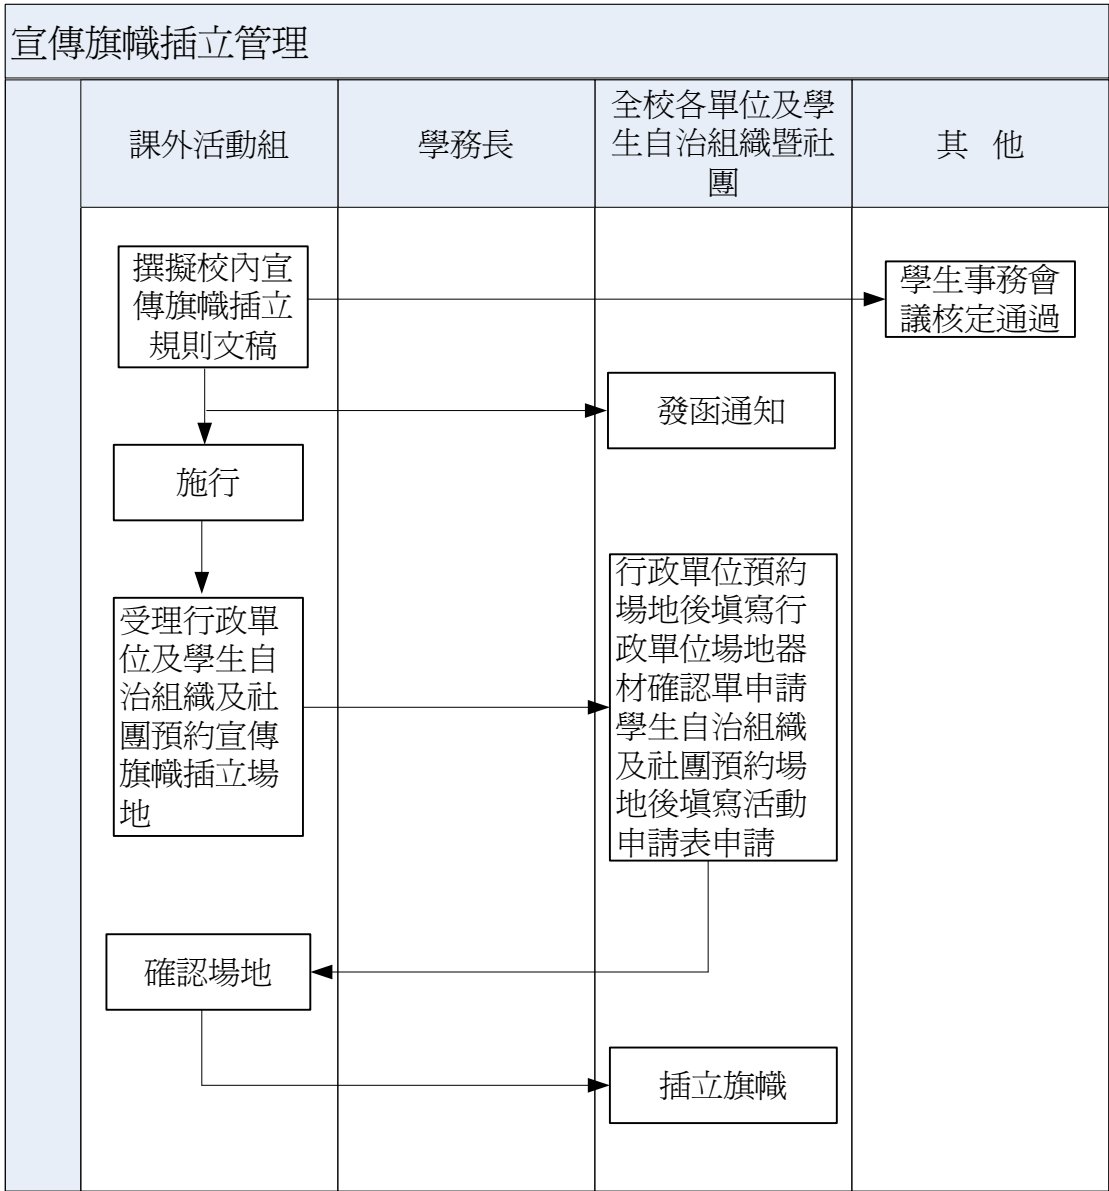 宣傳旗幟插立管理
課外活動組
學務長
全校各單位及學
生自治組織暨社
團
其 他
撰擬校內宣
傳旗幟插立
規則文稿
學生事務會
議核定通過
發函通知
施行
受理行政單
位及學生自
治組織及社
團預約宣傳
旗幟插立場
地
行政單位預約
場地後填寫行
政單位場地器
材確認單申請
學生自治組織
及社團預約場
地後填寫活動
申請表申請
確認場地
插立旗幟